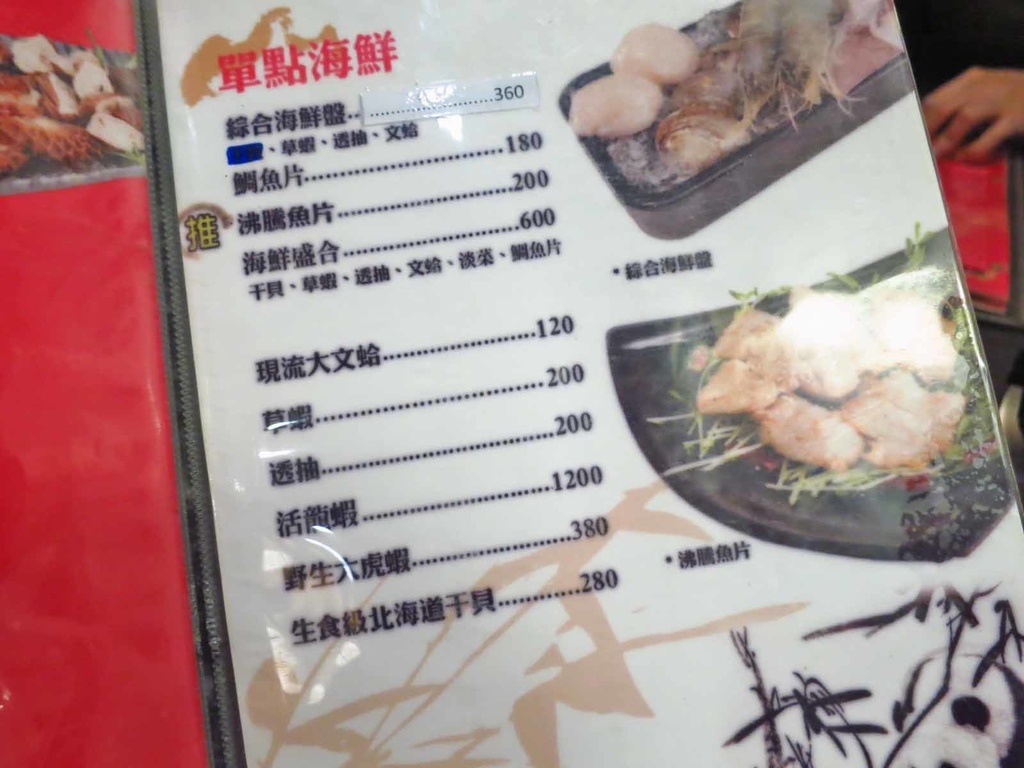 單點海鮮
綜合海鮮盤..................360
、草蝦、透抽、文蛤
鯛魚片..................180
推 沸騰魚片..................200
海鮮盛合..................600
干貝、草蝦、透抽、文蛤、淡菜、鯛魚片
現流大文蛤..................120
草蝦..................200
透抽..................200
活龍蝦..................1200
野生大虎蝦..................380
生食級北海道干貝...........280
•綜合海鮮盤
•沸騰魚片